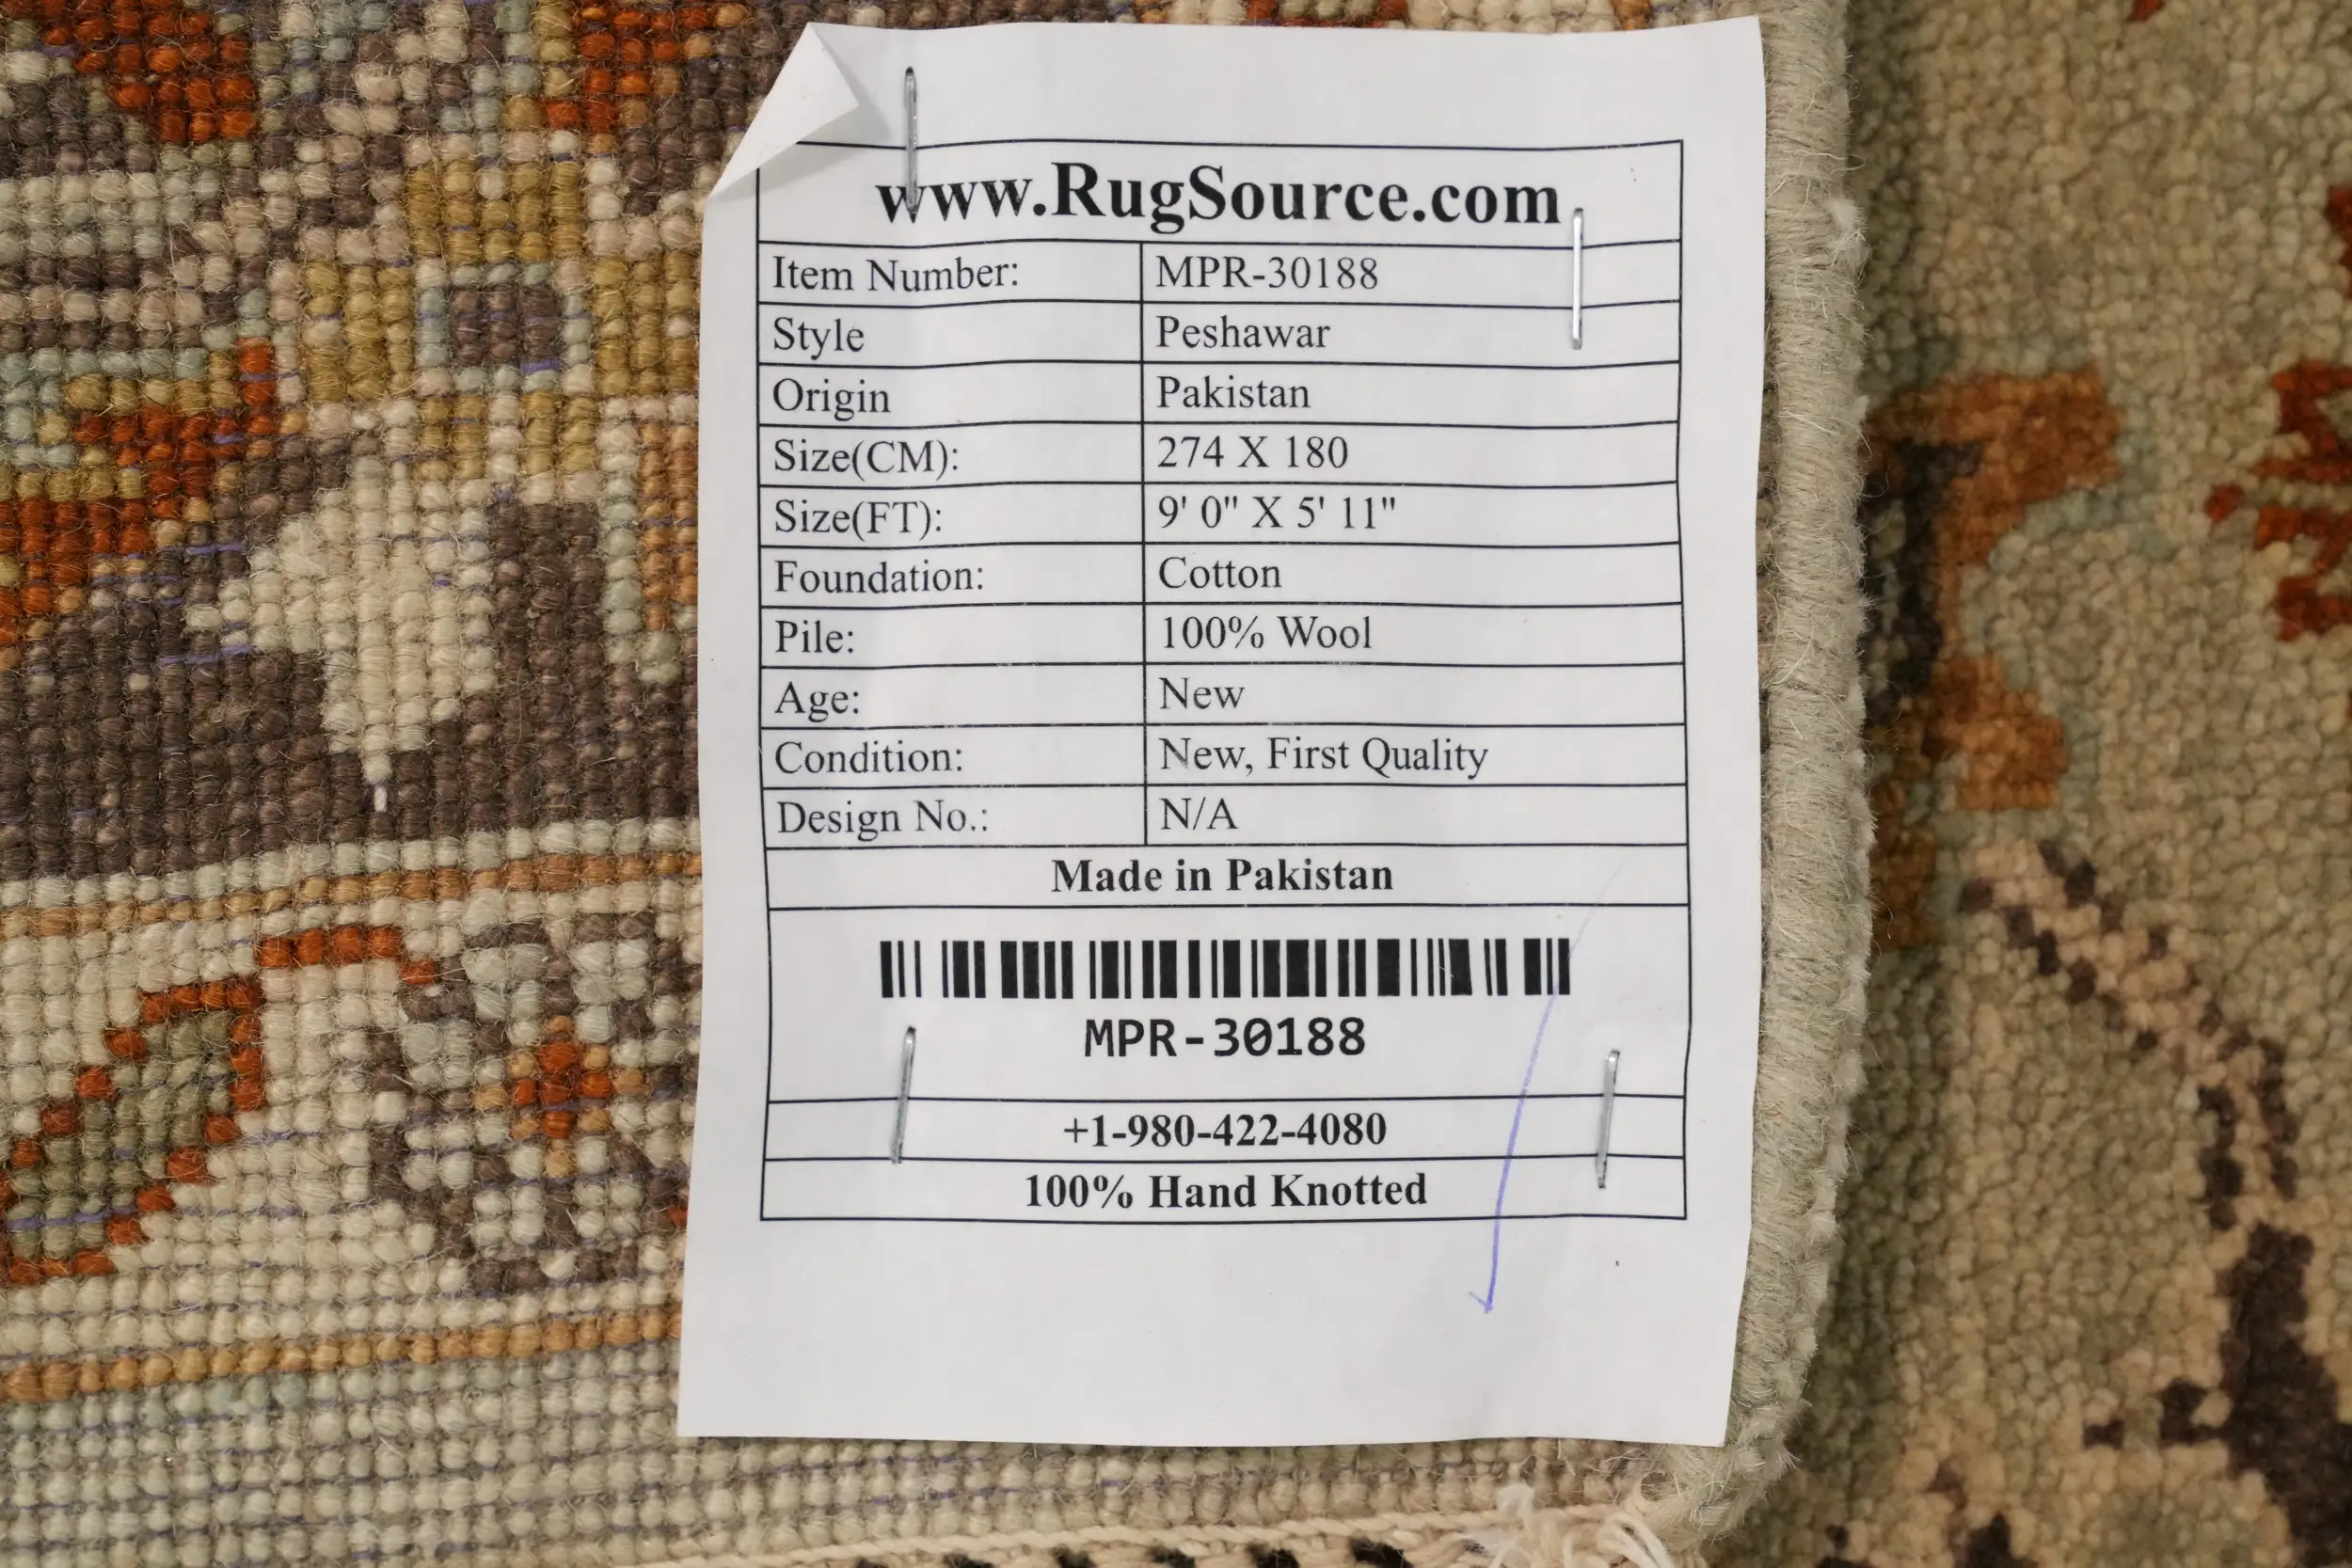 www.RugSource.com
Item Number: MPR-30188
Style Peshawar
Origin Pakistan
Size(CM): 274 X 180
Size(FT): 9' 0" X 5' 11"
Foundation: Cotton
Pile: 100% Wool
Age: New
Condition: New, First Quality
Design No.: N/A
Made in Pakistan
MPR-30188
+1-980-422-4080
100% Hand Knotted